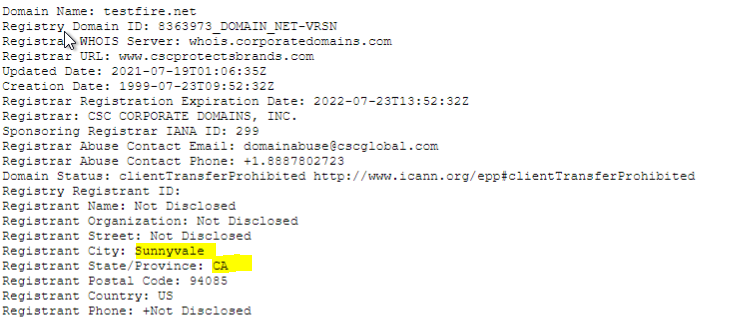 Domain Name: testfire.net
Registry Domain ID: 8363973_DOMAIN_NET-VRSN
Registrar WHOIS Server: whois.corporatedomains.com
Registrar URL: www.cscprotectsbrands.com
Updated Date: 2021-07-19T01:06:35Z
Creation Date: 1999-07-23T09:52:32Z
Registrar Registration Expiration Date: 2022-07-23T13:52:32Z
Registrar: CSC CORPORATE DOMAINS, INC.
Sponsoring Registrar IANA ID: 299
Registrar Abuse Contact Email: domainabuse@cscglobal.com
Registrar Abuse Contact Phone: +1.8887802723
Domain Status: clientTransferProhibited http://www.icann.org/epp#clientTransferProhibited
Registry Registrant ID:
Registrant Name: Not Disclosed
Registrant Organization: Not Disclosed
Registrant Street: Not Disclosed
Registrant City: Sunnyvale
Registrant State/Province: CA
Registrant Postal Code: 94085
Registrant Country: US
Registrant Phone: +Not Disclosed